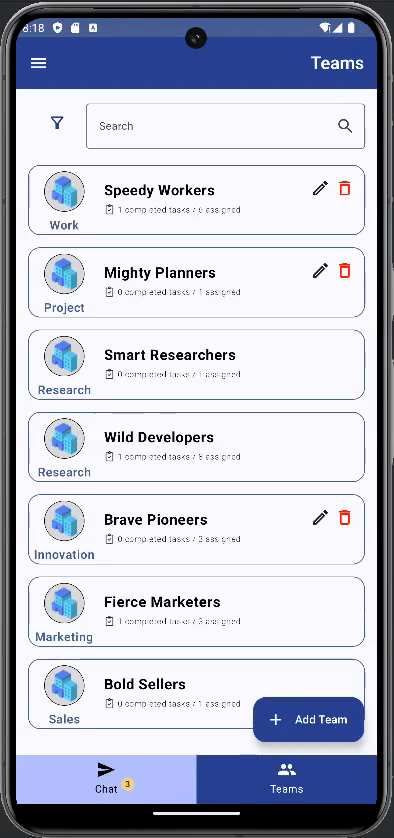 6:18
Teams
Search
Speedy Workers
1 completed tasks / 6 assigned
Work
Mighty Planners
0 completed tasks / 1 assigned
Project
Smart Researchers
0 completed tasks / 1 assigned
Research
Wild Developers
1 completed tasks / 8 assigned
Research
Brave Pioneers
0 completed tasks / 3 assigned
Innovation
Fierce Marketers
1 completed tasks / 3 assigned
Marketing
Bold Sellers
0 completed tasks / 1 assigned
Sales
Add Team
Chat 3
Teams